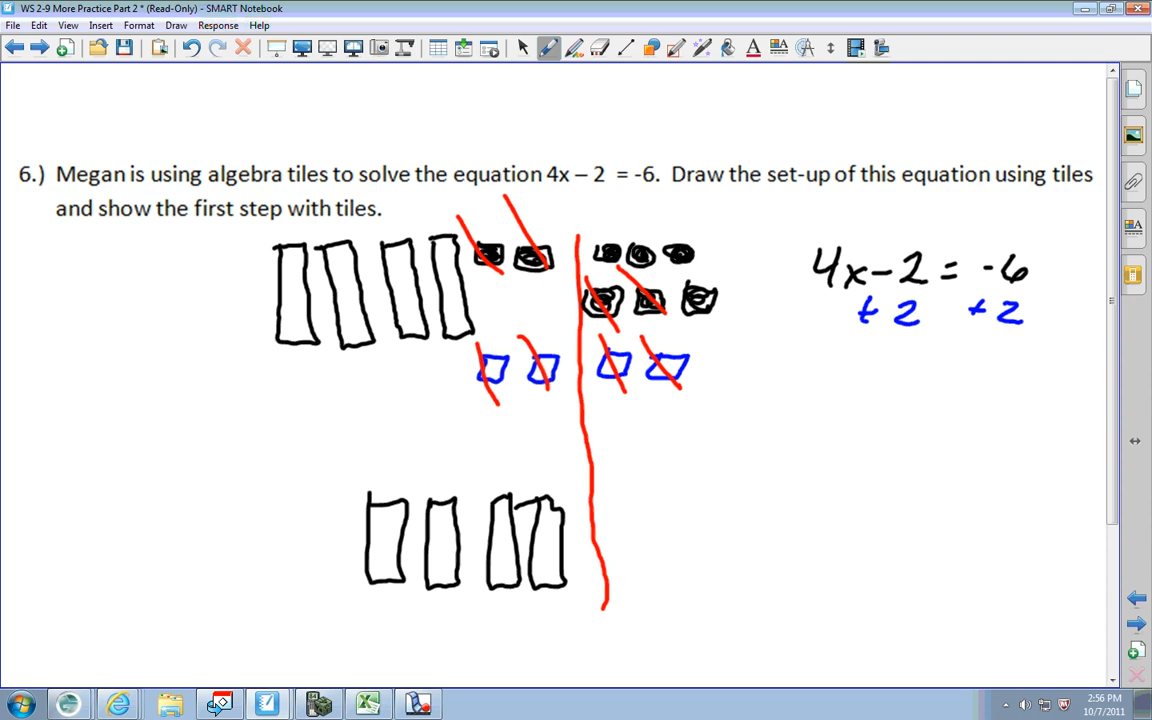 WS 2-9 More Practice Part 2 * (Read-Only) - SMART Notebook
File Edit View Insert Format Draw Response Help
6.) Megan is using algebra tiles to solve the equation 4x – 2 = -6. Draw the set-up of this equation using tiles
and show the first step with tiles.
4x-2 = -6
+2 +2
2:56 PM
10/7/2011